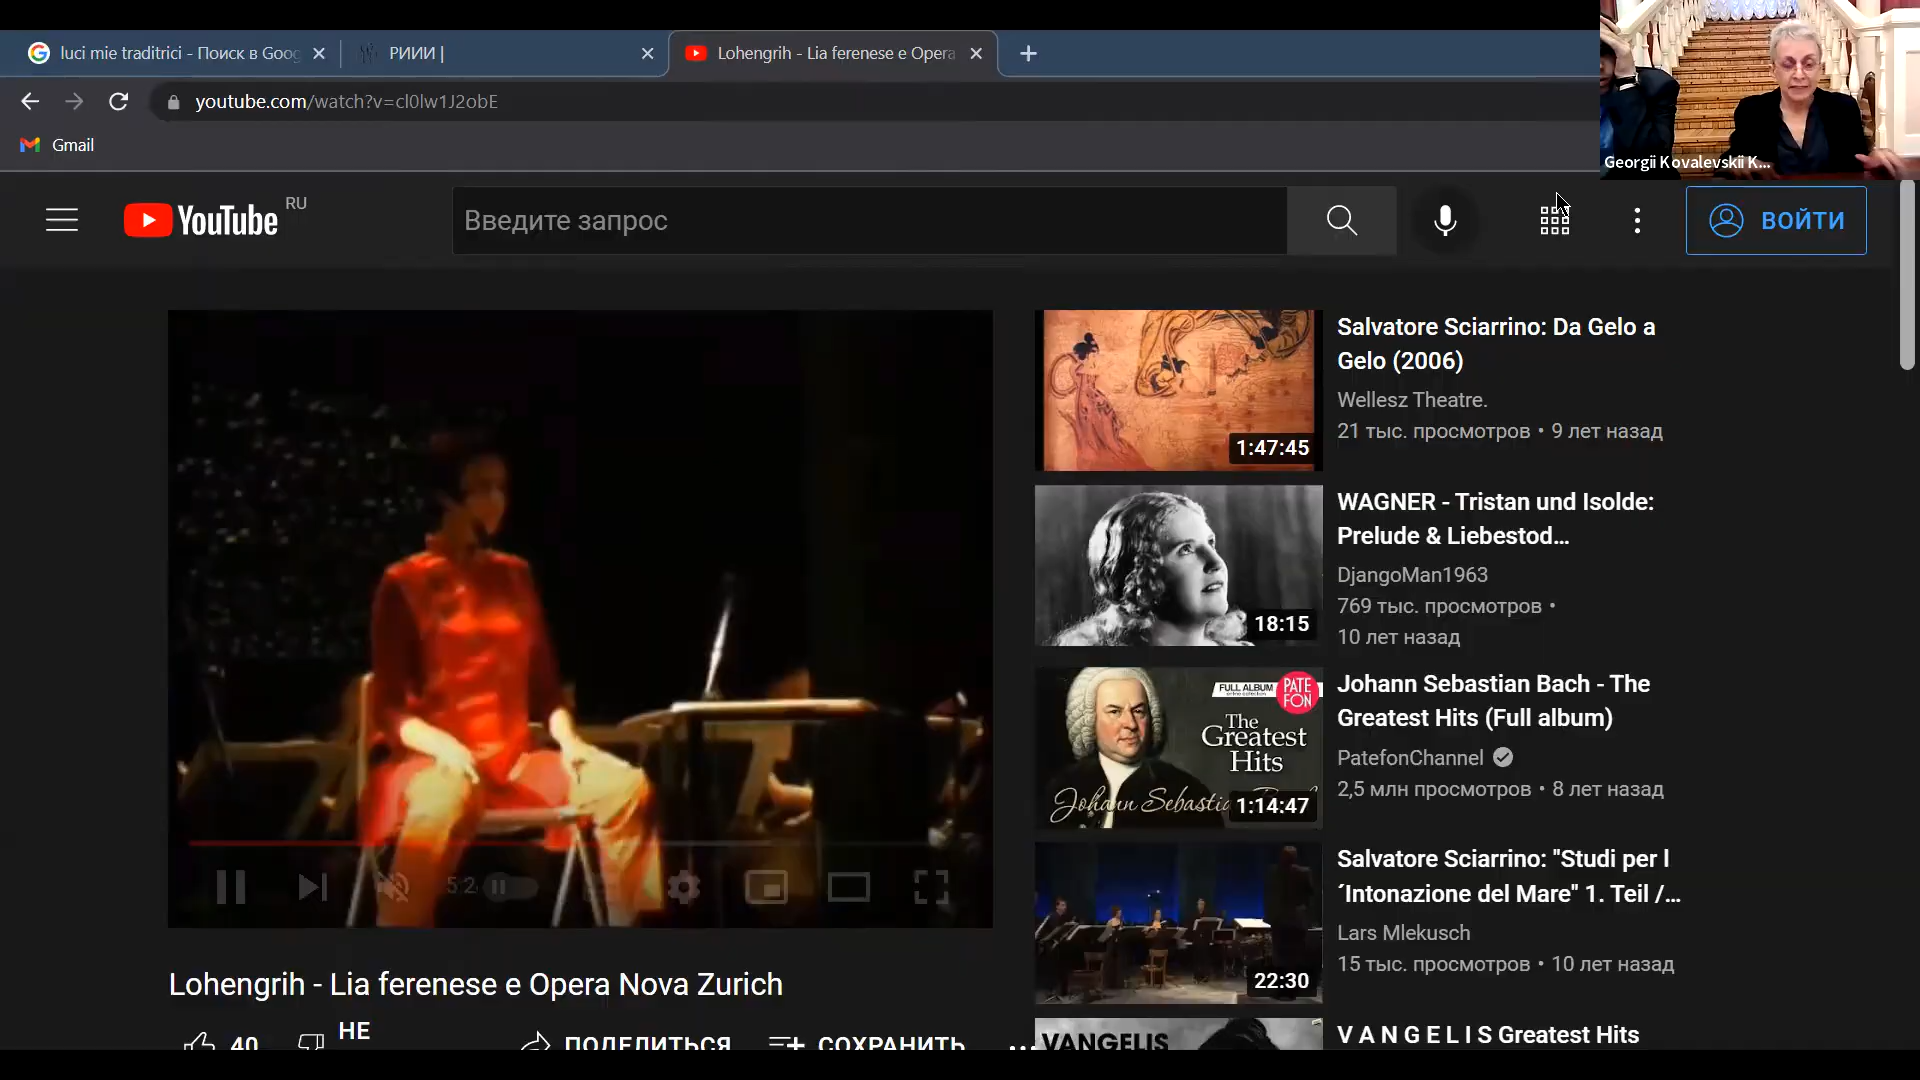 luci mie traditrici - Поиск в Goog
РИИИ |
Lohengrih - Lia ferenese e Opera
youtube.com/watch?v=cl0lw1J2obE
Gmail
Georgii Kovalevskii K...
YouTube RU
Введите запрос
ВОЙТИ
Salvatore Sciarrino: Da Gelo a
Gelo (2006)
Wellesz Theatre.
21 тыс. просмотров • 9 лет назад
1:47:45
WAGNER - Tristan und Isolde:
Prelude & Liebestod...
DjangoMan1963
769 тыс. просмотров •
10 лет назад
18:15
FULL ALBUM
PATE
FON
The
Greatest
Hits
1:14:47
Johann Sebastian Bach - The
Greatest Hits (Full album)
PatefonChannel
2,5 млн просмотров • 8 лет назад
Salvatore Sciarrino: "Studi per l
´Intonazione del Mare" 1. Teil /...
Lars Mlekusch
15 тыс. просмотров • 10 лет назад
22:30
Lohengrih - Lia ferenese e Opera Nova Zurich
40
НЕ
ПОДЕЛИТЬСЯ
СОХРАНИТЬ
VANGELIS
V A N G E L I S Greatest Hits